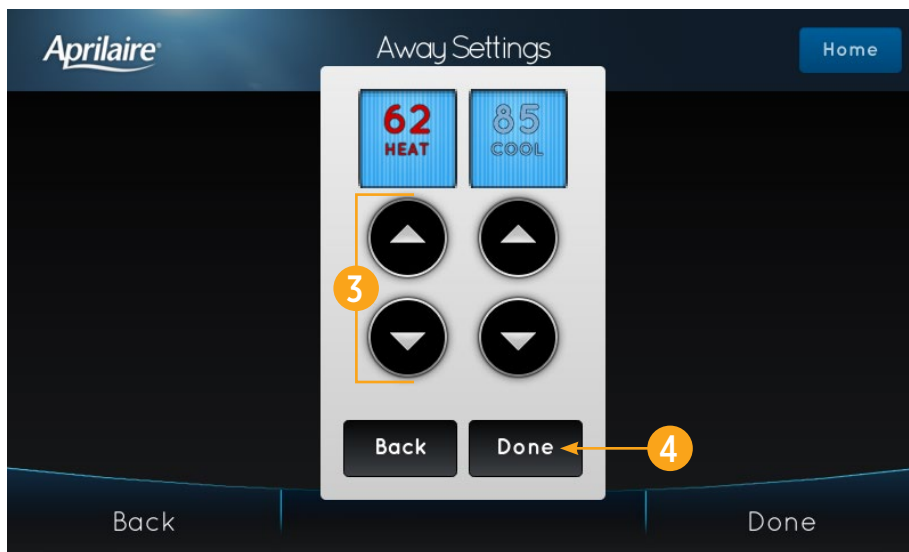 Aprilaire®
Away Settings
Home
62
HEAT
85
COOL
3
4
Back
Done
Back
Done